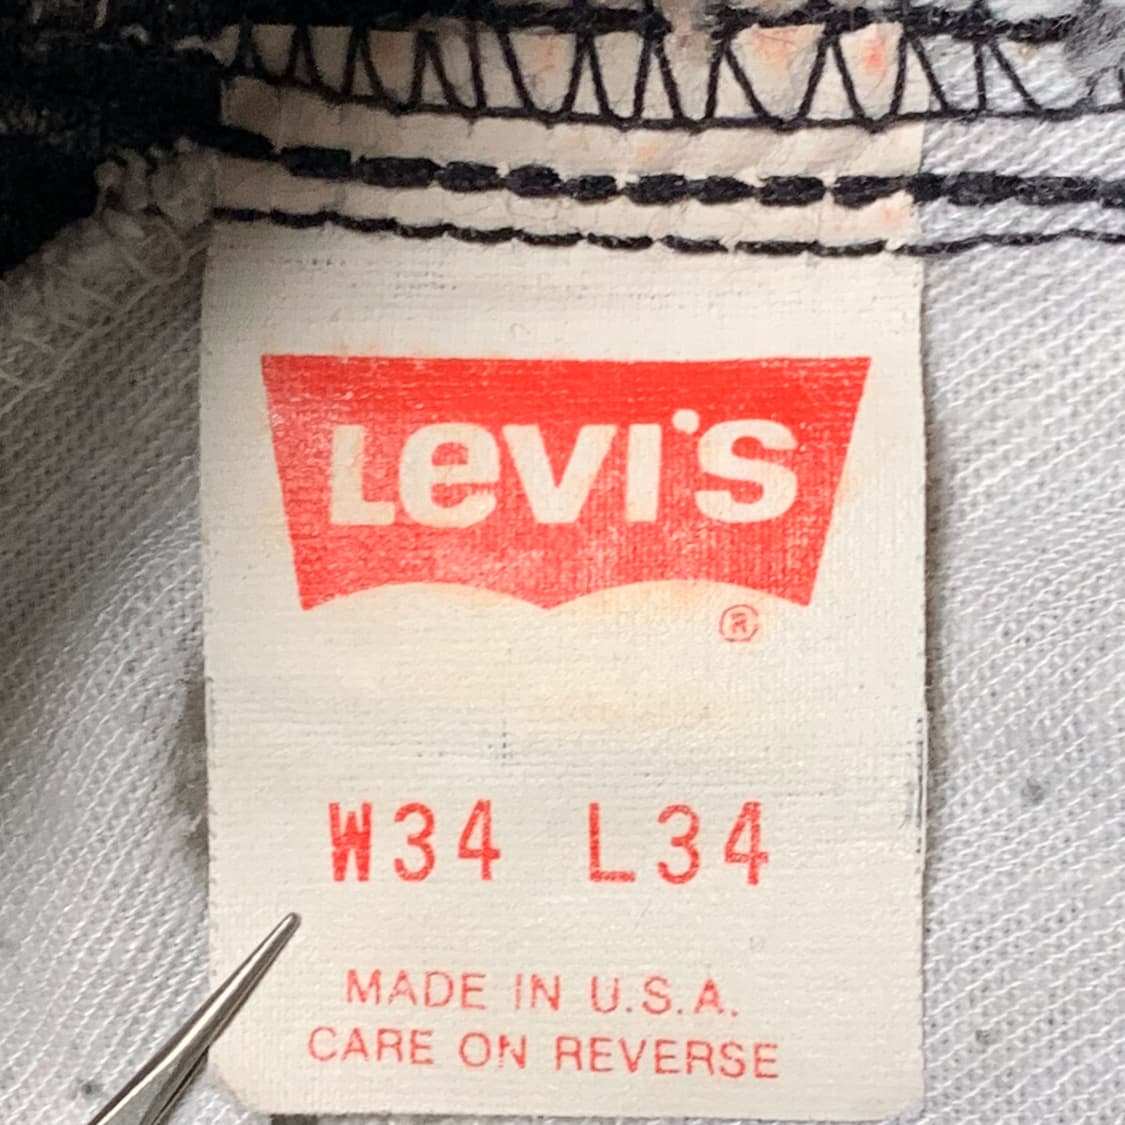 LeVI'S
®
W34 L34
MADE IN U.S.A.
CARE ON REVERSE